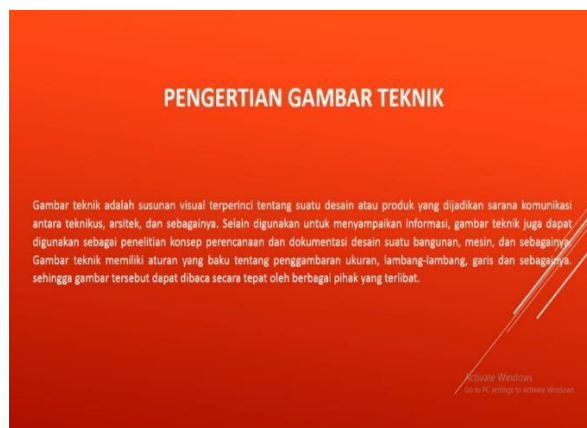 PENGERTIAN GAMBAR TEKNIK
Gambar teknik adalah susunan visual terperinci tentang suatu desain atau produk yang dijadikan sarana komunikasi
antara teknikus, arsitek, dan sebagainya. Selain digunakan untuk menyampaikan informasi, gambar teknik juga dapat
digunakan sebagai penelitian konsep perencanaan dan dokumentasi desain suatu bangunan, mesin, dan sebagainya.
Gambar teknik memiliki aturan yang baku tentang penggambaran ukuran, lambang-lambang, garis dan sebagainya.
sehingga gambar tersebut dapat dibaca secara tepat oleh berbagai pihak yang terlibat.
Activate Windows
Go to PC settings to activate Windows.